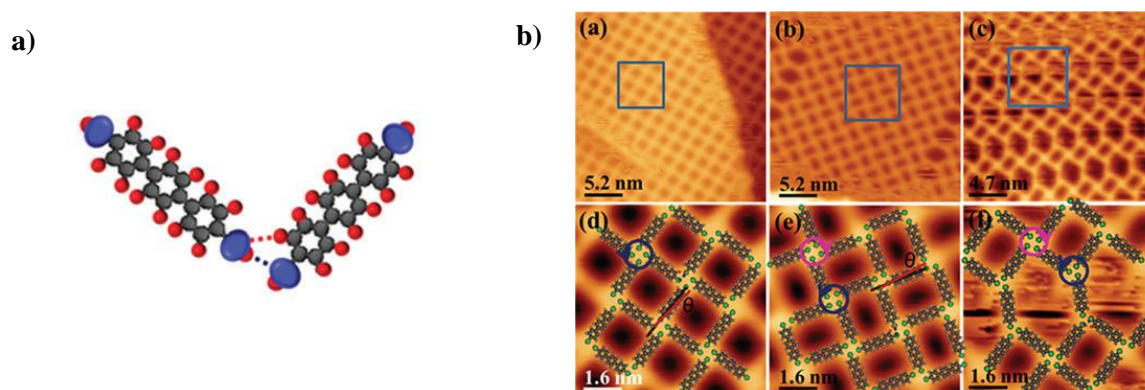 a)
b)
(a)
(b)
(c)
5.2 nm
5.2 nm
4.7 nm
(d)
(e)
(f)
θ
θ
1.6 nm
1.6 nm
1.6 nm